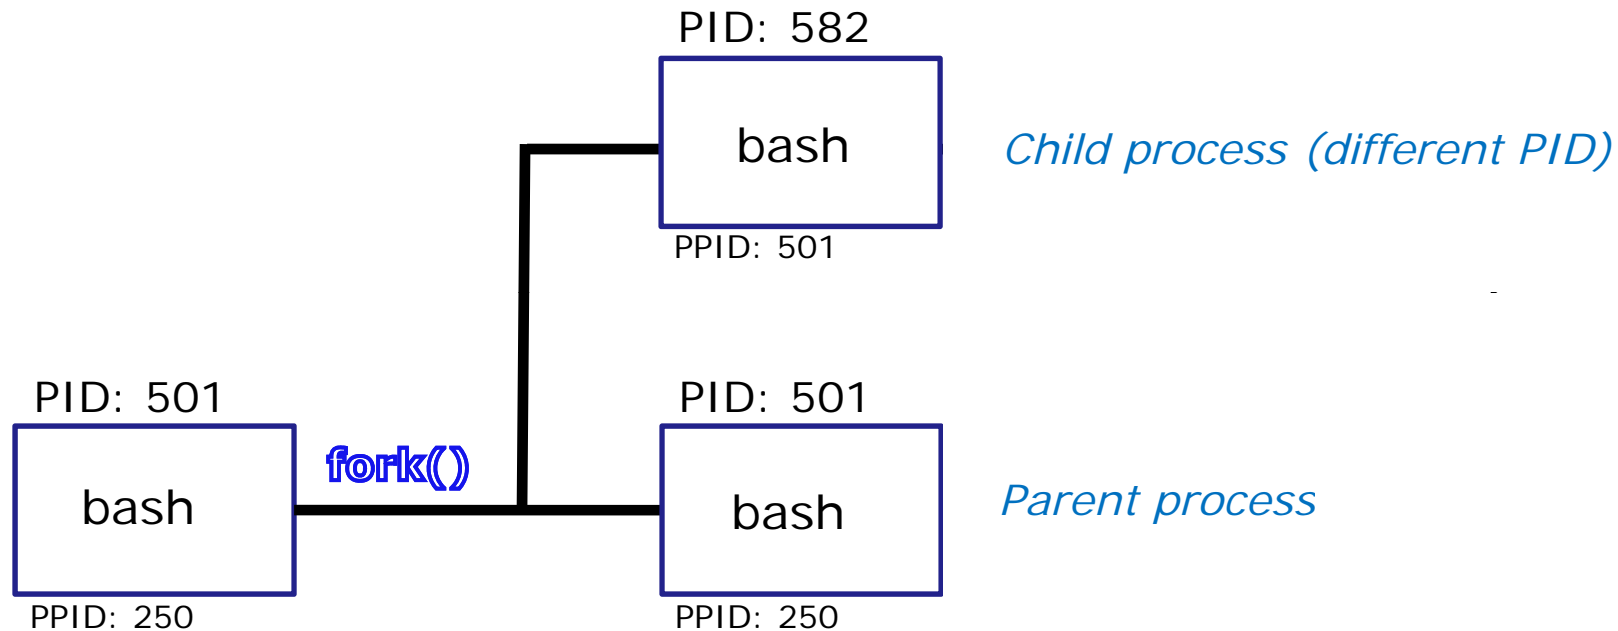 PID: 582
bash
Child process (different PID)
PPID: 501
-
PID: 501
PID: 501
fork()
bash
bash
Parent process
PPID: 250
PPID: 250